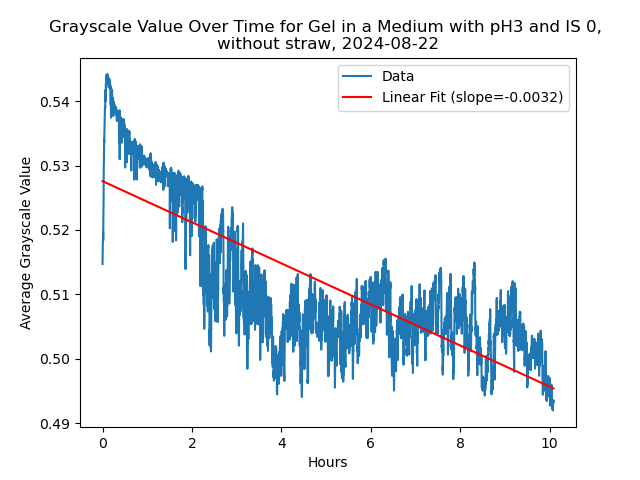 Grayscale Value Over Time for Gel in a Medium with pH3 and IS 0,
without straw, 2024-08-22
Data
Linear Fit (slope=-0.0032)
0.54
0.53
0.52
0.51
0.50
0.49
Average Grayscale Value
0 2 4 6 8 10
Hours